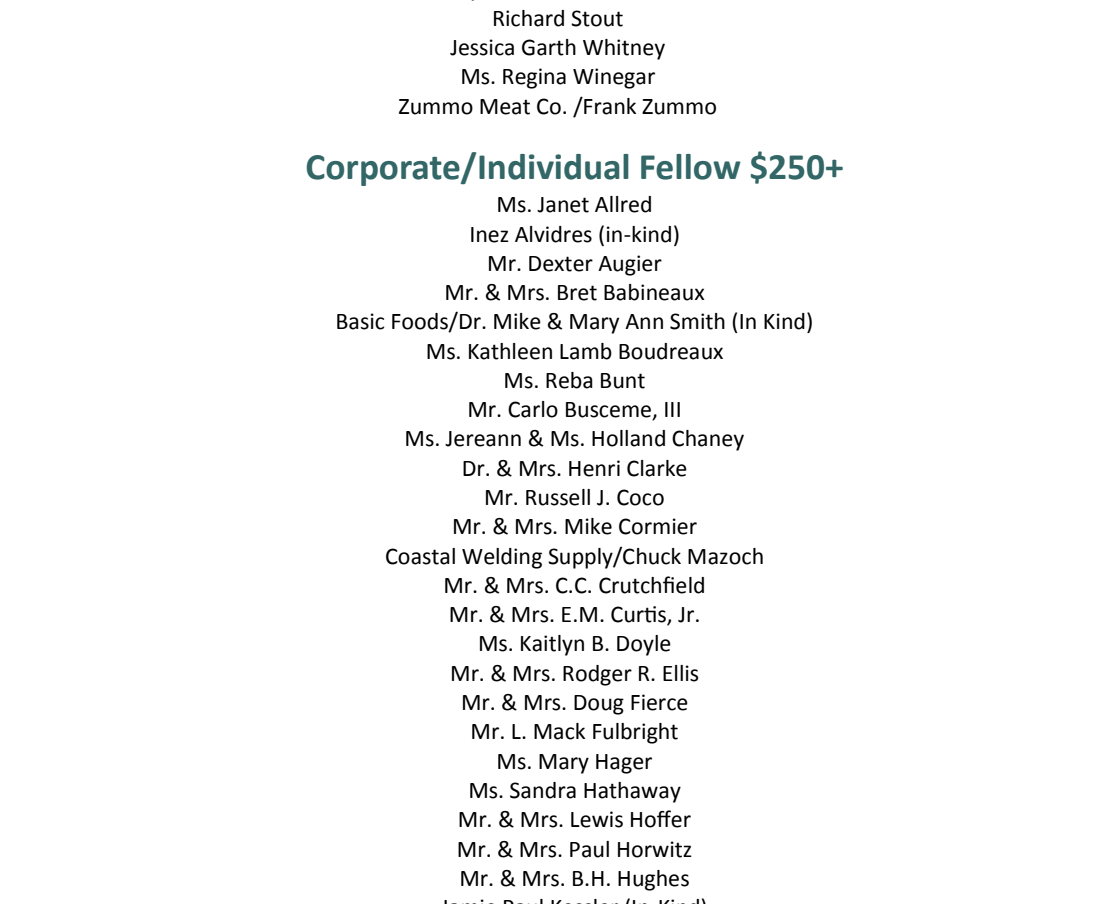 Richard Stout
Jessica Garth Whitney
Ms. Regina Winegar
Zummo Meat Co. /Frank Zummo
Corporate/Individual Fellow $250+
Ms. Janet Allred
Inez Alvidres (in-kind)
Mr. Dexter Augier
Mr. & Mrs. Bret Babineaux
Basic Foods/Dr. Mike & Mary Ann Smith (In Kind)
Ms. Kathleen Lamb Boudreaux
Ms. Reba Bunt
Mr. Carlo Busceme, III
Ms. Jereann & Ms. Holland Chaney
Dr. & Mrs. Henri Clarke
Mr. Russell J. Coco
Mr. & Mrs. Mike Cormier
Coastal Welding Supply/Chuck Mazoch
Mr. & Mrs. C.C. Crutchfield
Mr. & Mrs. E.M. Curtis, Jr.
Ms. Kaitlyn B. Doyle
Mr. & Mrs. Rodger R. Ellis
Mr. & Mrs. Doug Fierce
Mr. L. Mack Fulbright
Ms. Mary Hager
Ms. Sandra Hathaway
Mr. & Mrs. Lewis Hoffer
Mr. & Mrs. Paul Horwitz
Mr. & Mrs. B.H. Hughes